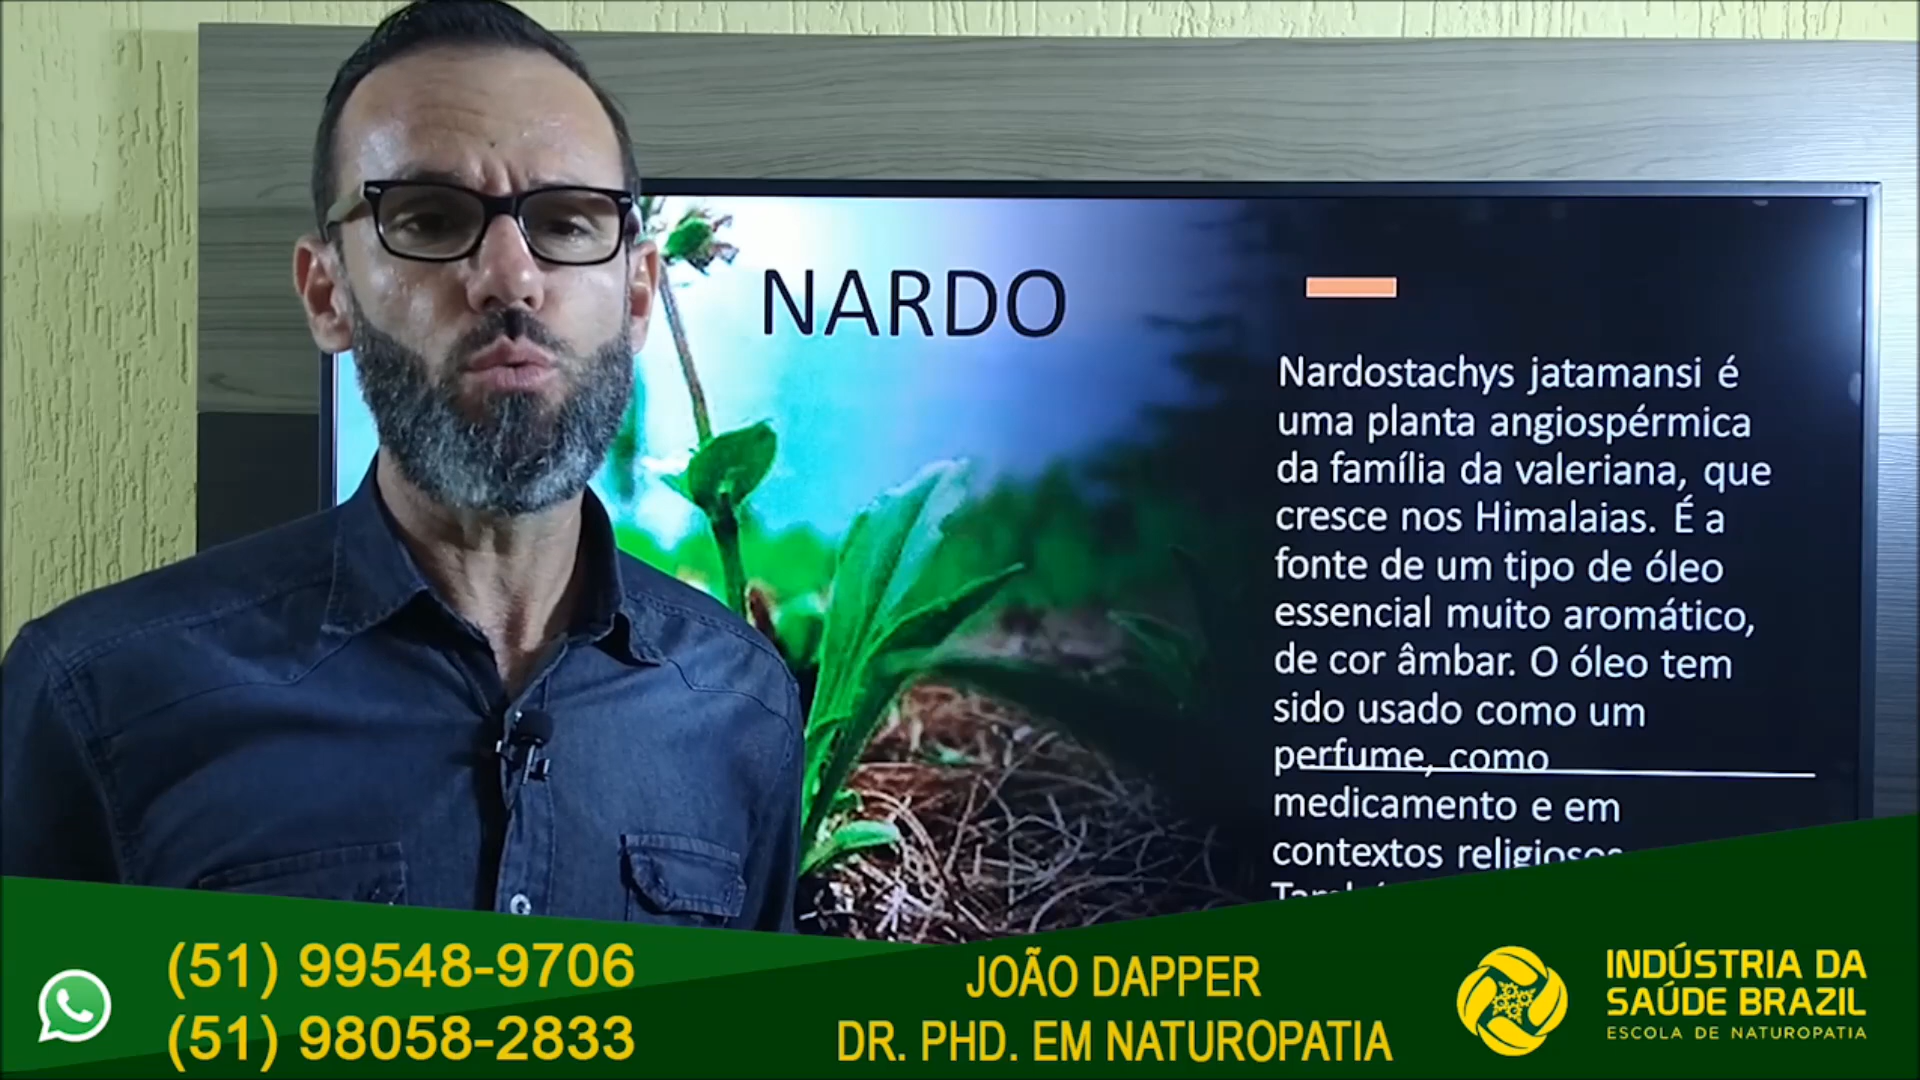 NARDO
Nardostachys jatamansi é
uma planta angiospérmica
da família da valeriana, que
cresce nos Himalaias. É a
fonte de um tipo de óleo
essencial muito aromático,
de cor âmbar. O óleo tem
sido usado como um
perfume, como
medicamento e em
contextos religiosos
(51) 99548-9706
(51) 98058-2833
JOÃO DAPPER
DR. PHD. EM NATUROPATIA
INDÚSTRIA DA
SAÚDE BRAZIL
ESCOLA DE NATUROPATIA